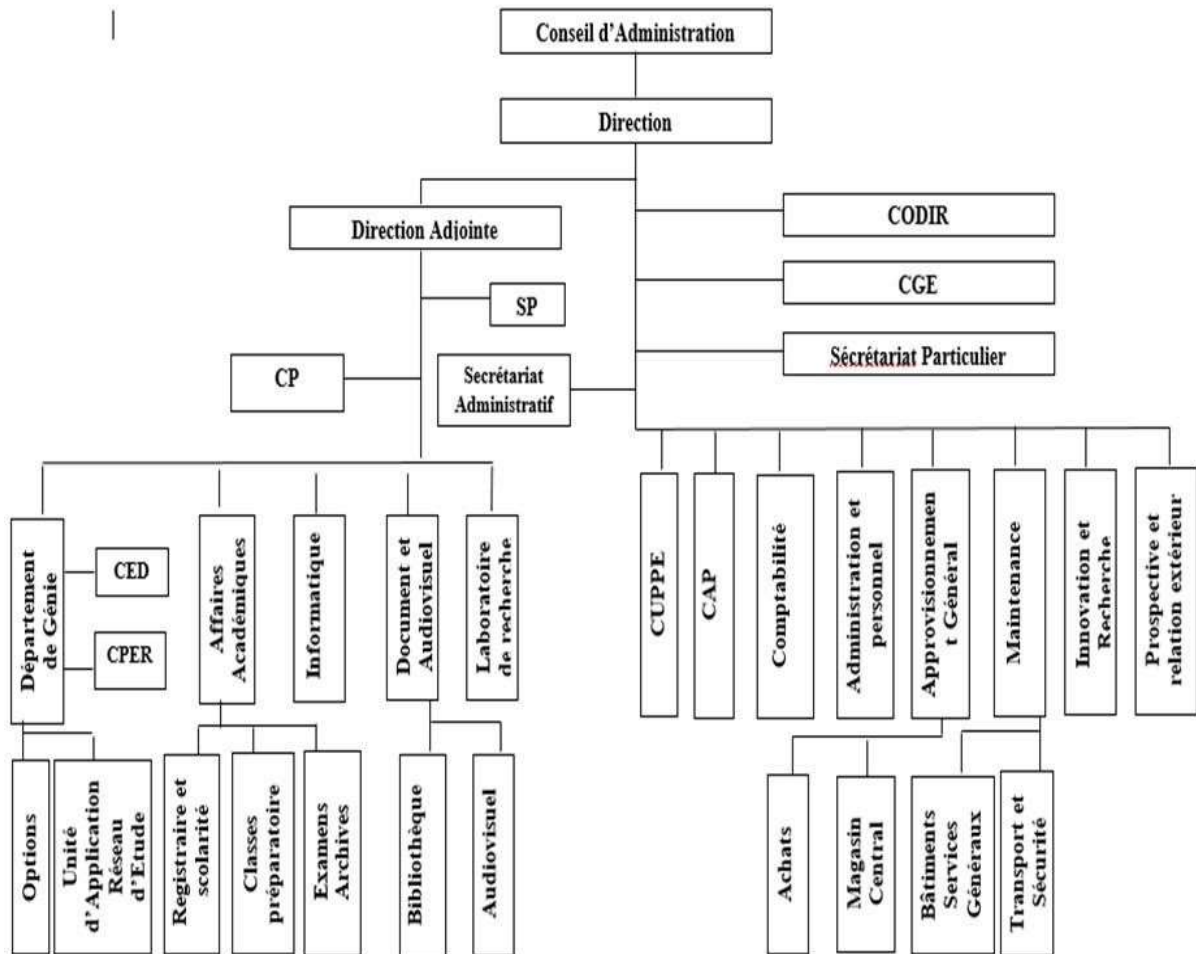 Conseil d'Administration
Direction
Direction Adjointe
CODIR
CGE
SP
Sécrétariat Particulier
CP
Secrétariat
Administratif
Département
de Génie
CED
CPER
Affaires
Académiques
Informatique
Document et
Audiovisuel
Laboratoire
de recherche
CUPPE
CAP
Comptabilité
Administration et
personnel
Approvisionnemen
t Général
Maintenance
Innovation et
Recherche
Prospective et
relation extérieur
Options
Unité
d'Application
Réseau
d'Etude
Registraire et
scolarité
Classes
préparatoire
Examens
Archives
Bibliothèque
Audiovisuel
Achats
Magasin
Central
Bâtiments
Services
Généraux
Transport et
Sécurité